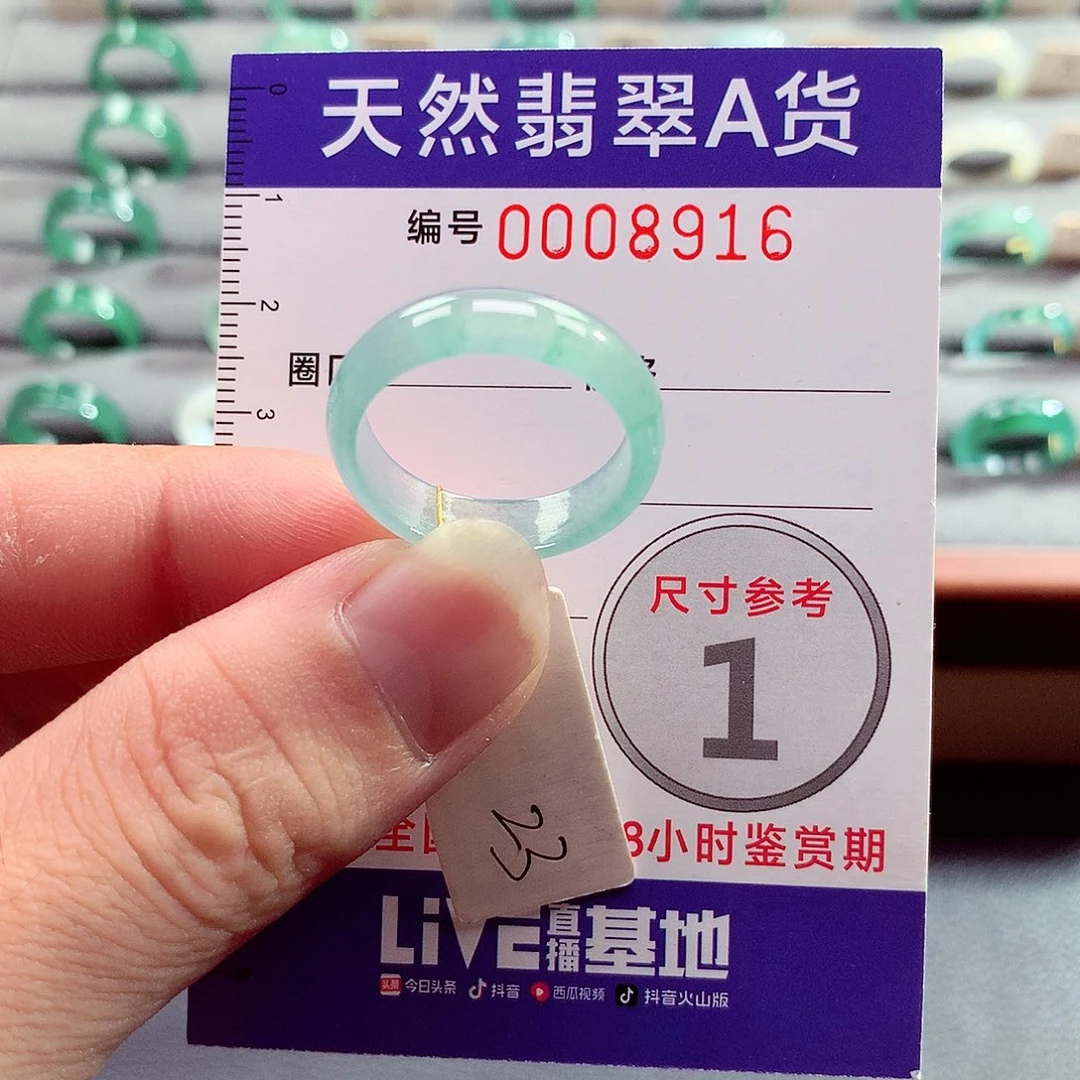 天然翡翠A货
0
1
2
3
编号 0008916
圈
尺寸参考
1
23
全 8小时鉴赏期
LiVE直播基地
头条 今日头条 抖音 西瓜视频 抖音火山版